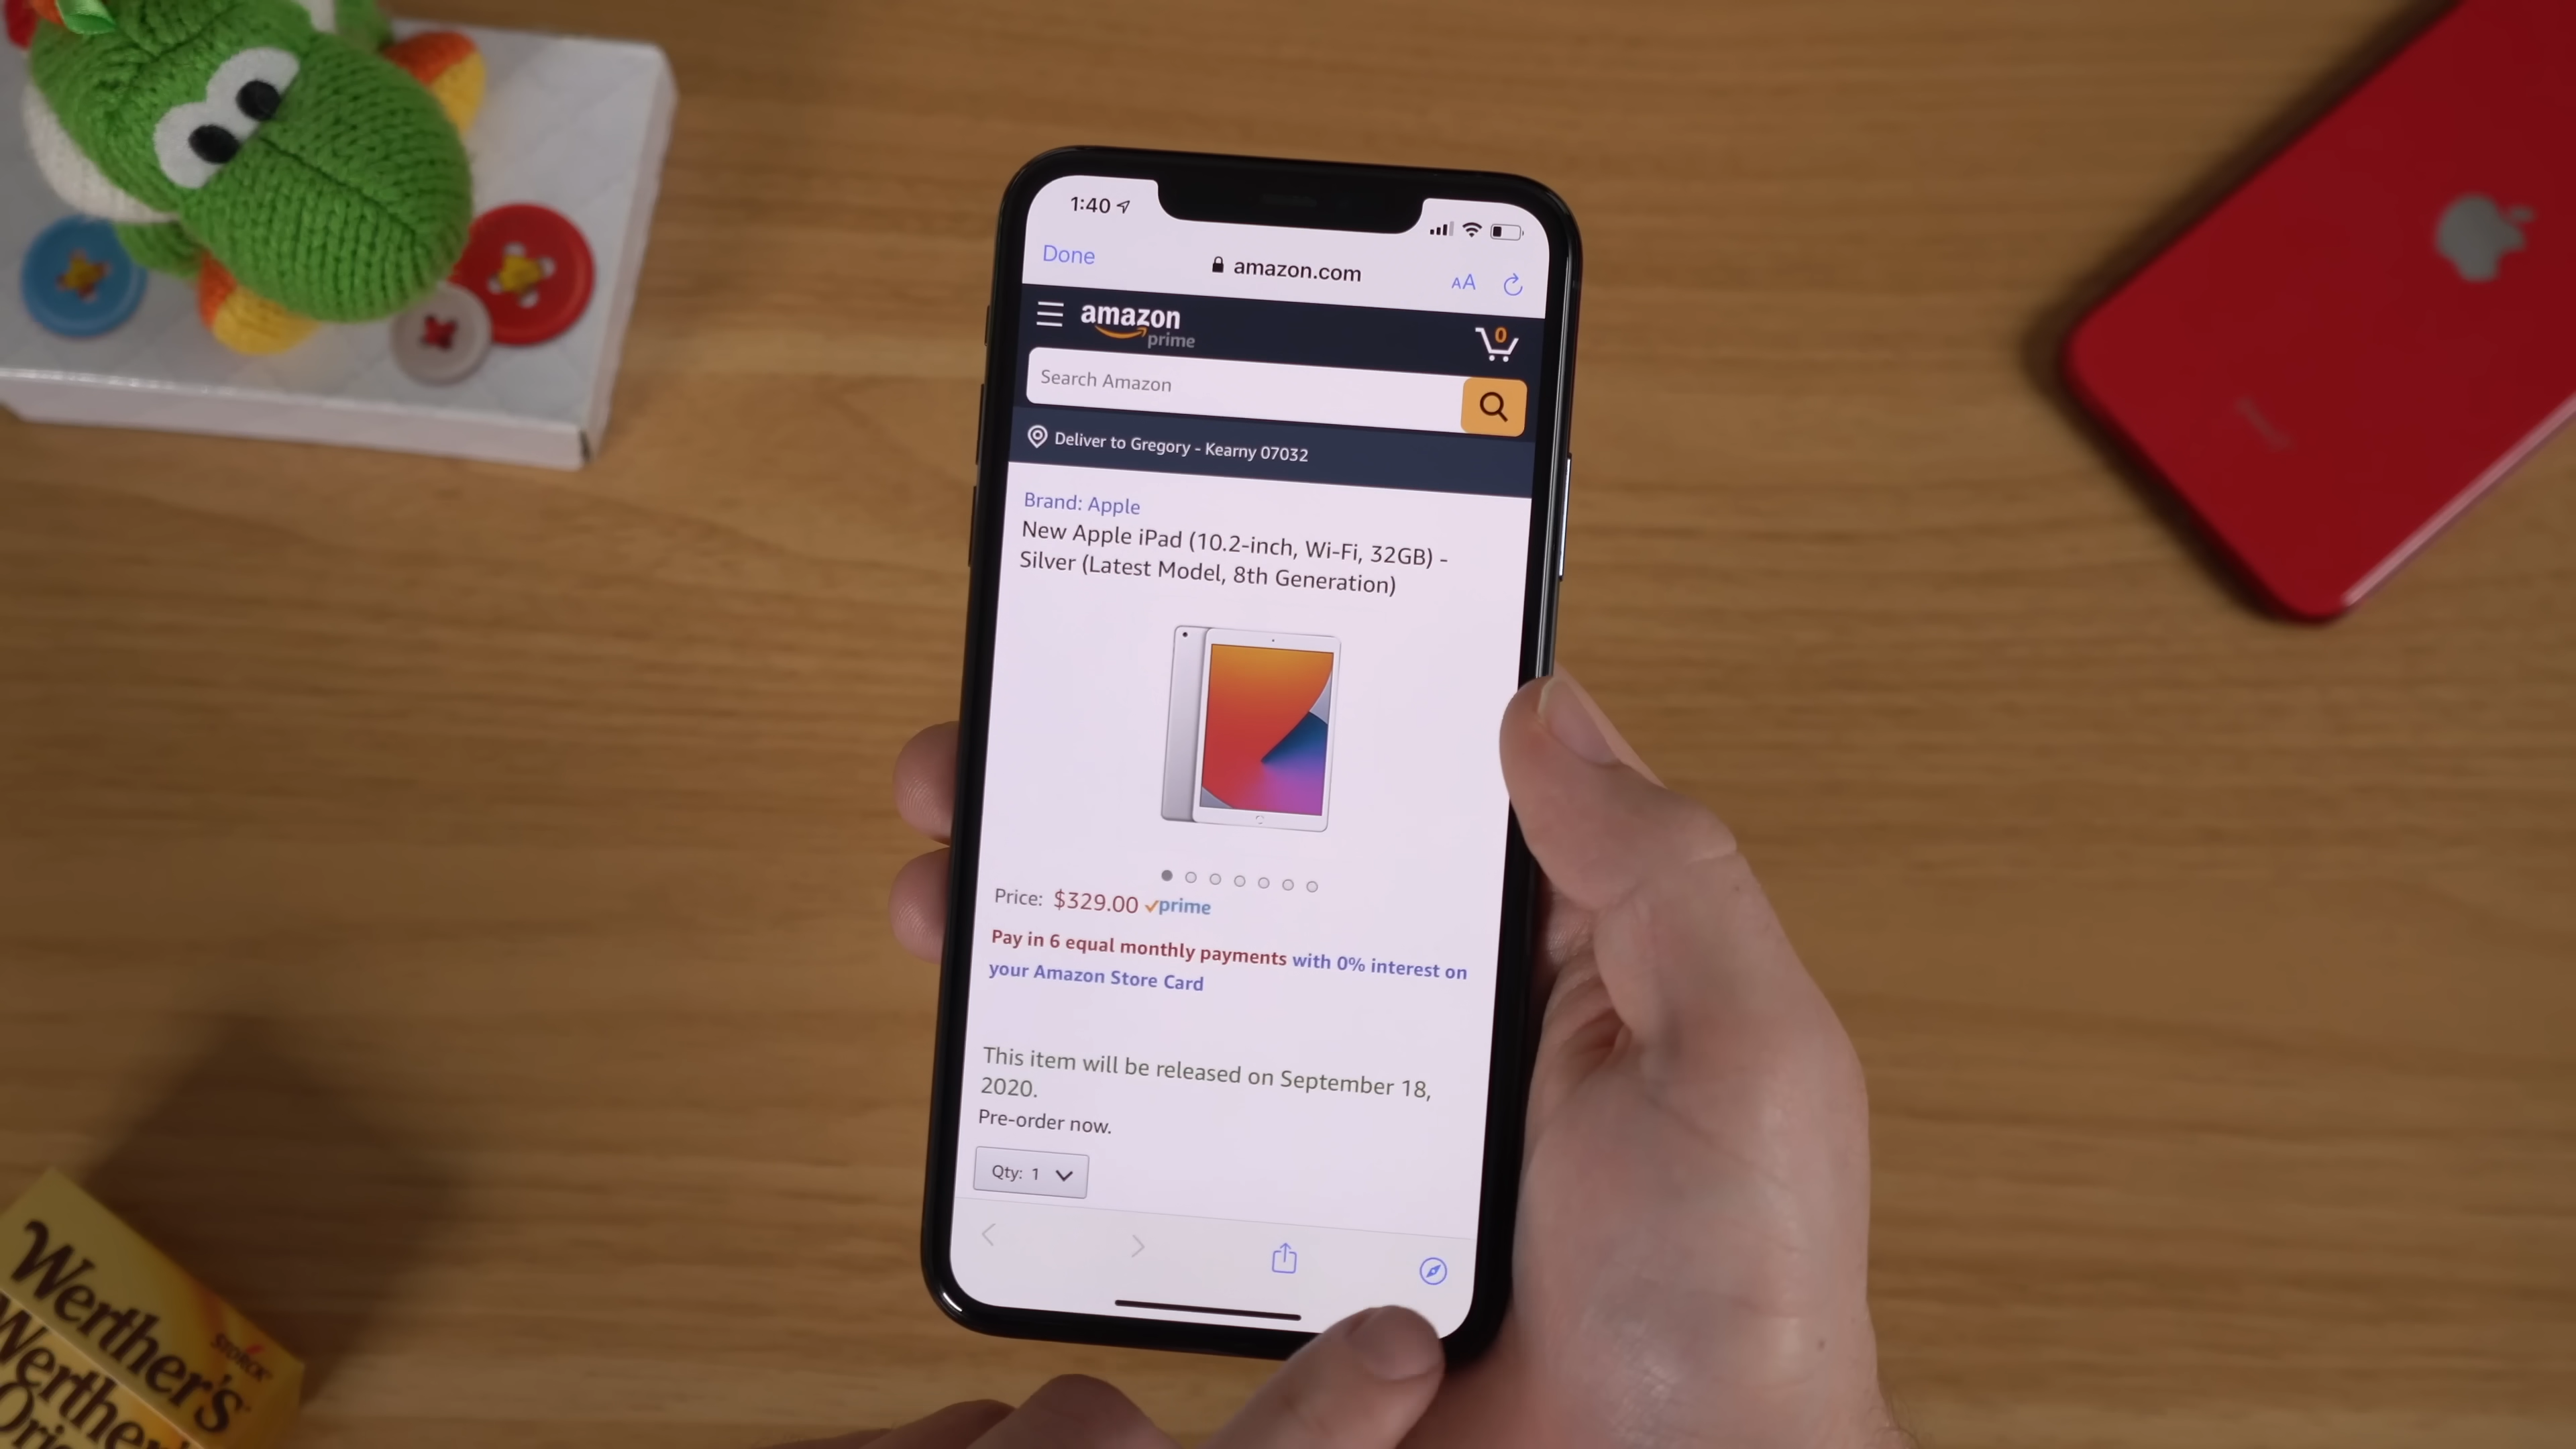 1:40
Done
amazon.com
AA
amazon
prime
0
Search Amazon
Deliver to Gregory - Kearny 07032
Brand: Apple
New Apple iPad (10.2-inch, Wi-Fi, 32GB) -
Silver (Latest Model, 8th Generation)
Price: $329.00 prime
Pay in 6 equal monthly payments with 0% interest on
your Amazon Store Card
This item will be released on September 18,
2020.
Pre-order now.
Qty: 1
Werther's
STORCK
Werther's